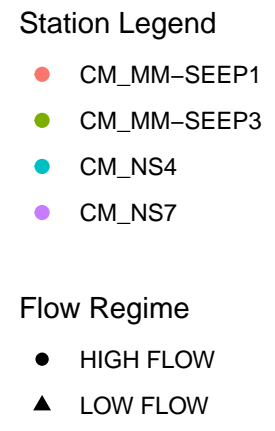 Station Legend
CM_MM−SEEP1
CM_MM−SEEP3
CM_NS4
CM_NS7
Flow Regime
HIGH FLOW
LOW FLOW